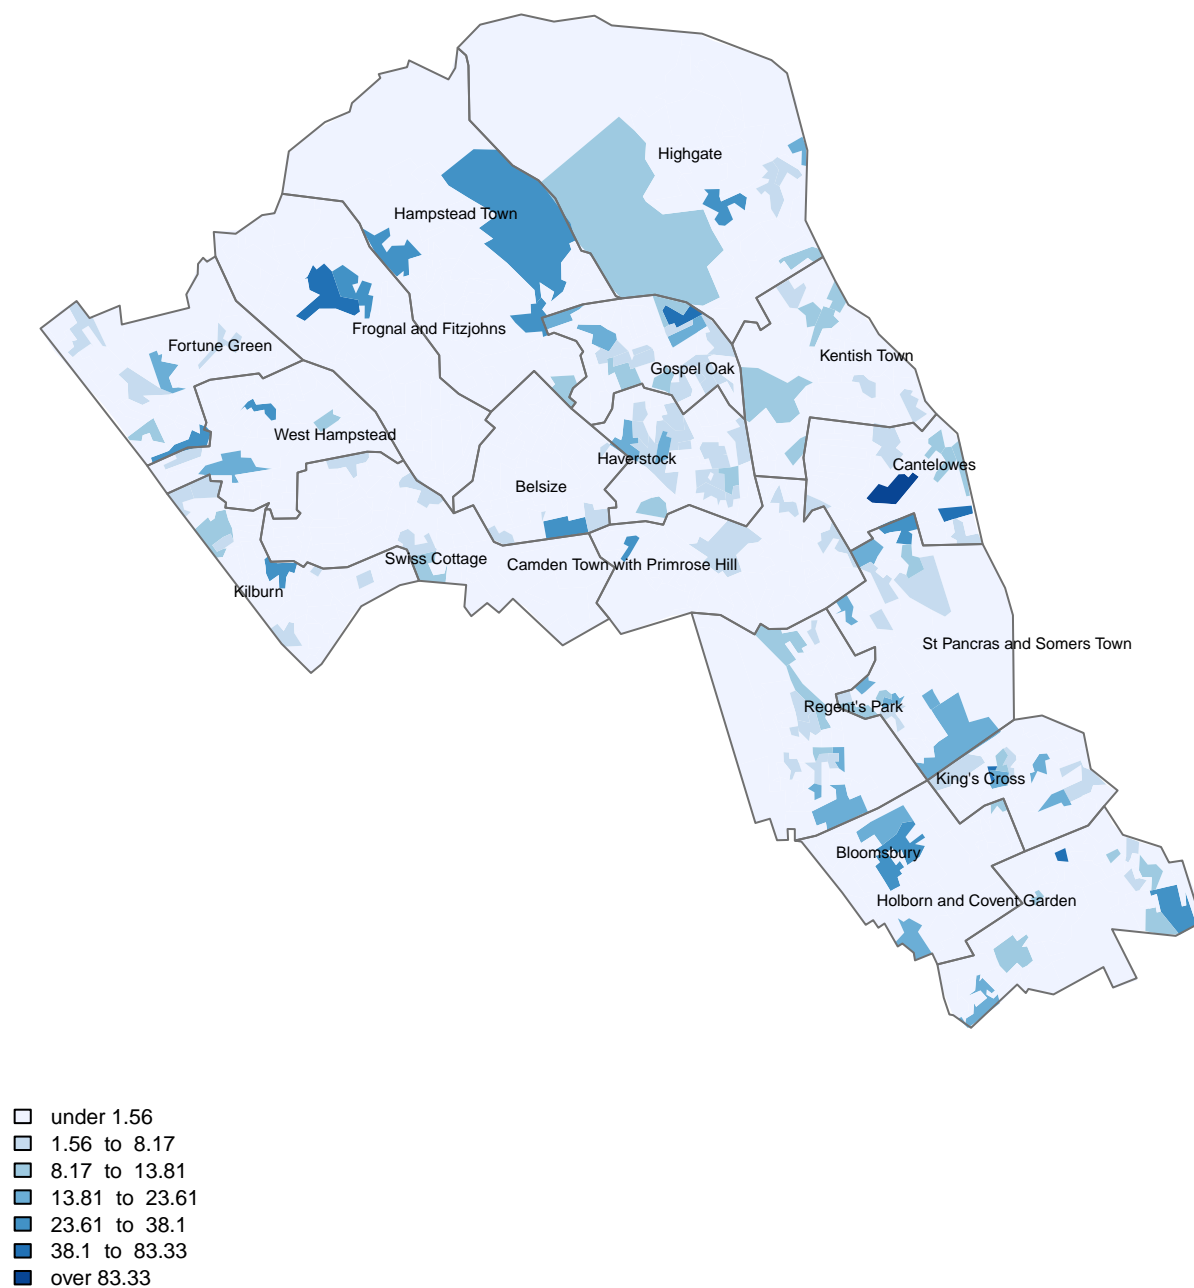 Highgate
Hampstead Town
Frognal and Fitzjohns
Fortune Green
Kentish Town
Gospel Oak
West Hampstead
Haverstock
Cantelowes
Belsize
Swiss Cottage
Camden Town with Primrose Hill
Kilburn
St Pancras and Somers Town
Regent's Park
King's Cross
Bloomsbury
Holborn and Covent Garden
under 1.56
1.56 to 8.17
8.17 to 13.81
13.81 to 23.61
23.61 to 38.1
38.1 to 83.33
over 83.33